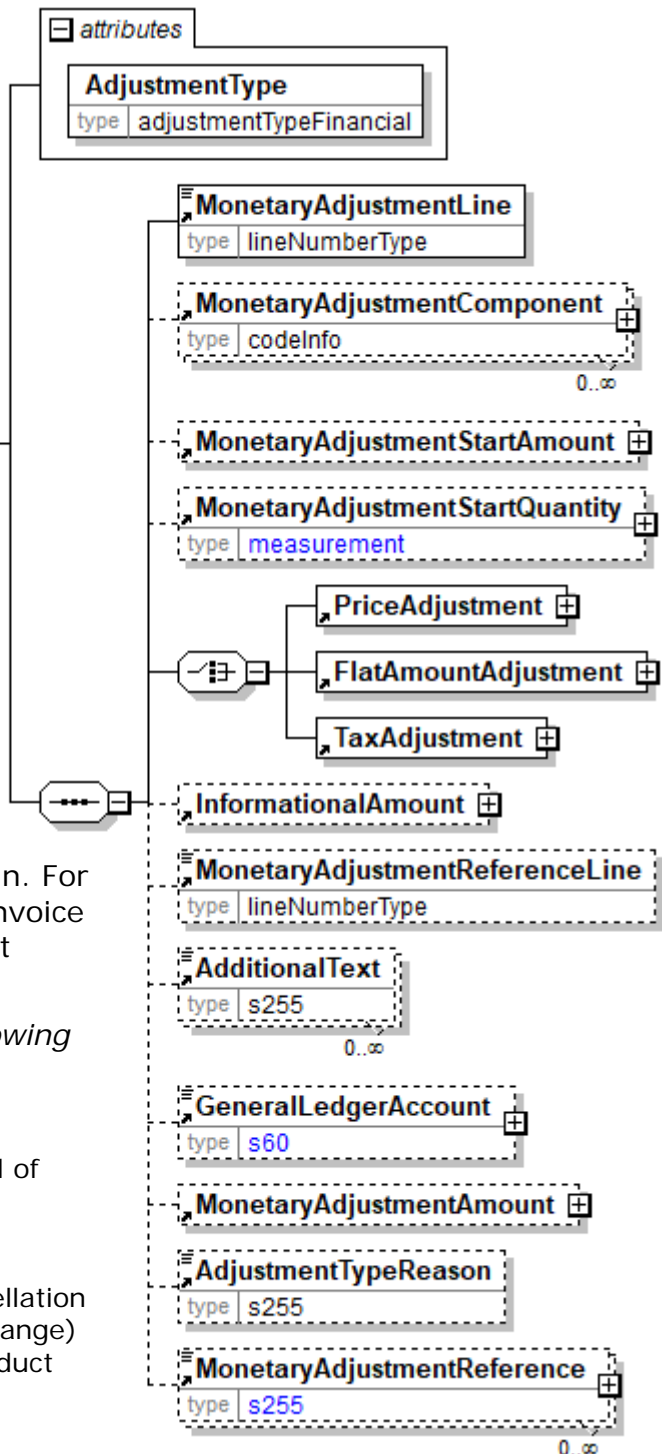 attributes
AdjustmentType
type adjustmentTypeFinancial
MonetaryAdjustmentLine
type lineNumberType
MonetaryAdjustmentComponent
type codeInfo
0..∞
MonetaryAdjustmentStartAmount
MonetaryAdjustmentStartQuantity
type measurement
PriceAdjustment
FlatAmountAdjustment
TaxAdjustment
InformationalAmount
MonetaryAdjustmentReferenceLine
type lineNumberType
AdditionalText
type s255
0..∞
GeneralLedgerAccount
type s60
MonetaryAdjustmentAmount
AdjustmentTypeReason
type s255
MonetaryAdjustmentReference
type s255
0..∞
n. For
nvoice
t
owing
l of
ellation
ange)
duct